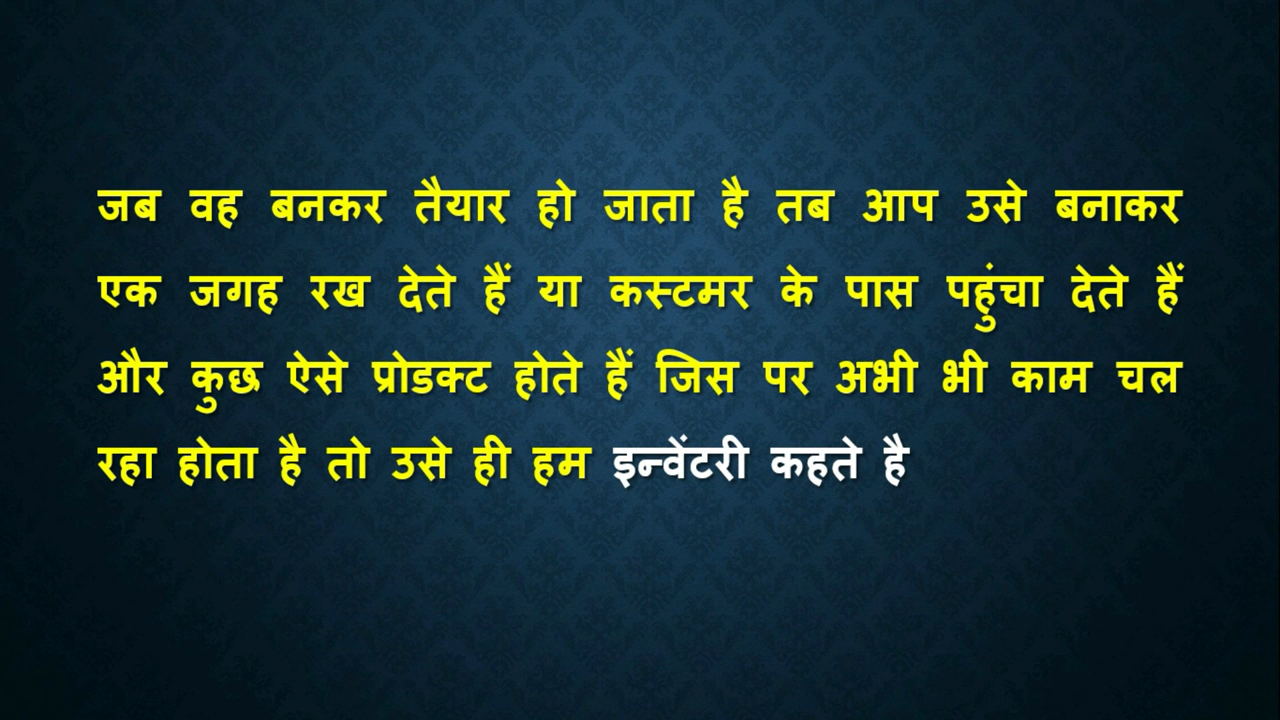 जब वह बनकर तैयार हो जाता है तब आप उसे बनाकर
एक जगह रख देते हैं या कस्टमर के पास पहुंचा देते हैं
और कुछ ऐसे प्रोडक्ट होते हैं जिस पर अभी भी काम चल
रहा होता है तो उसे ही हम इन्वेंटरी कहते है